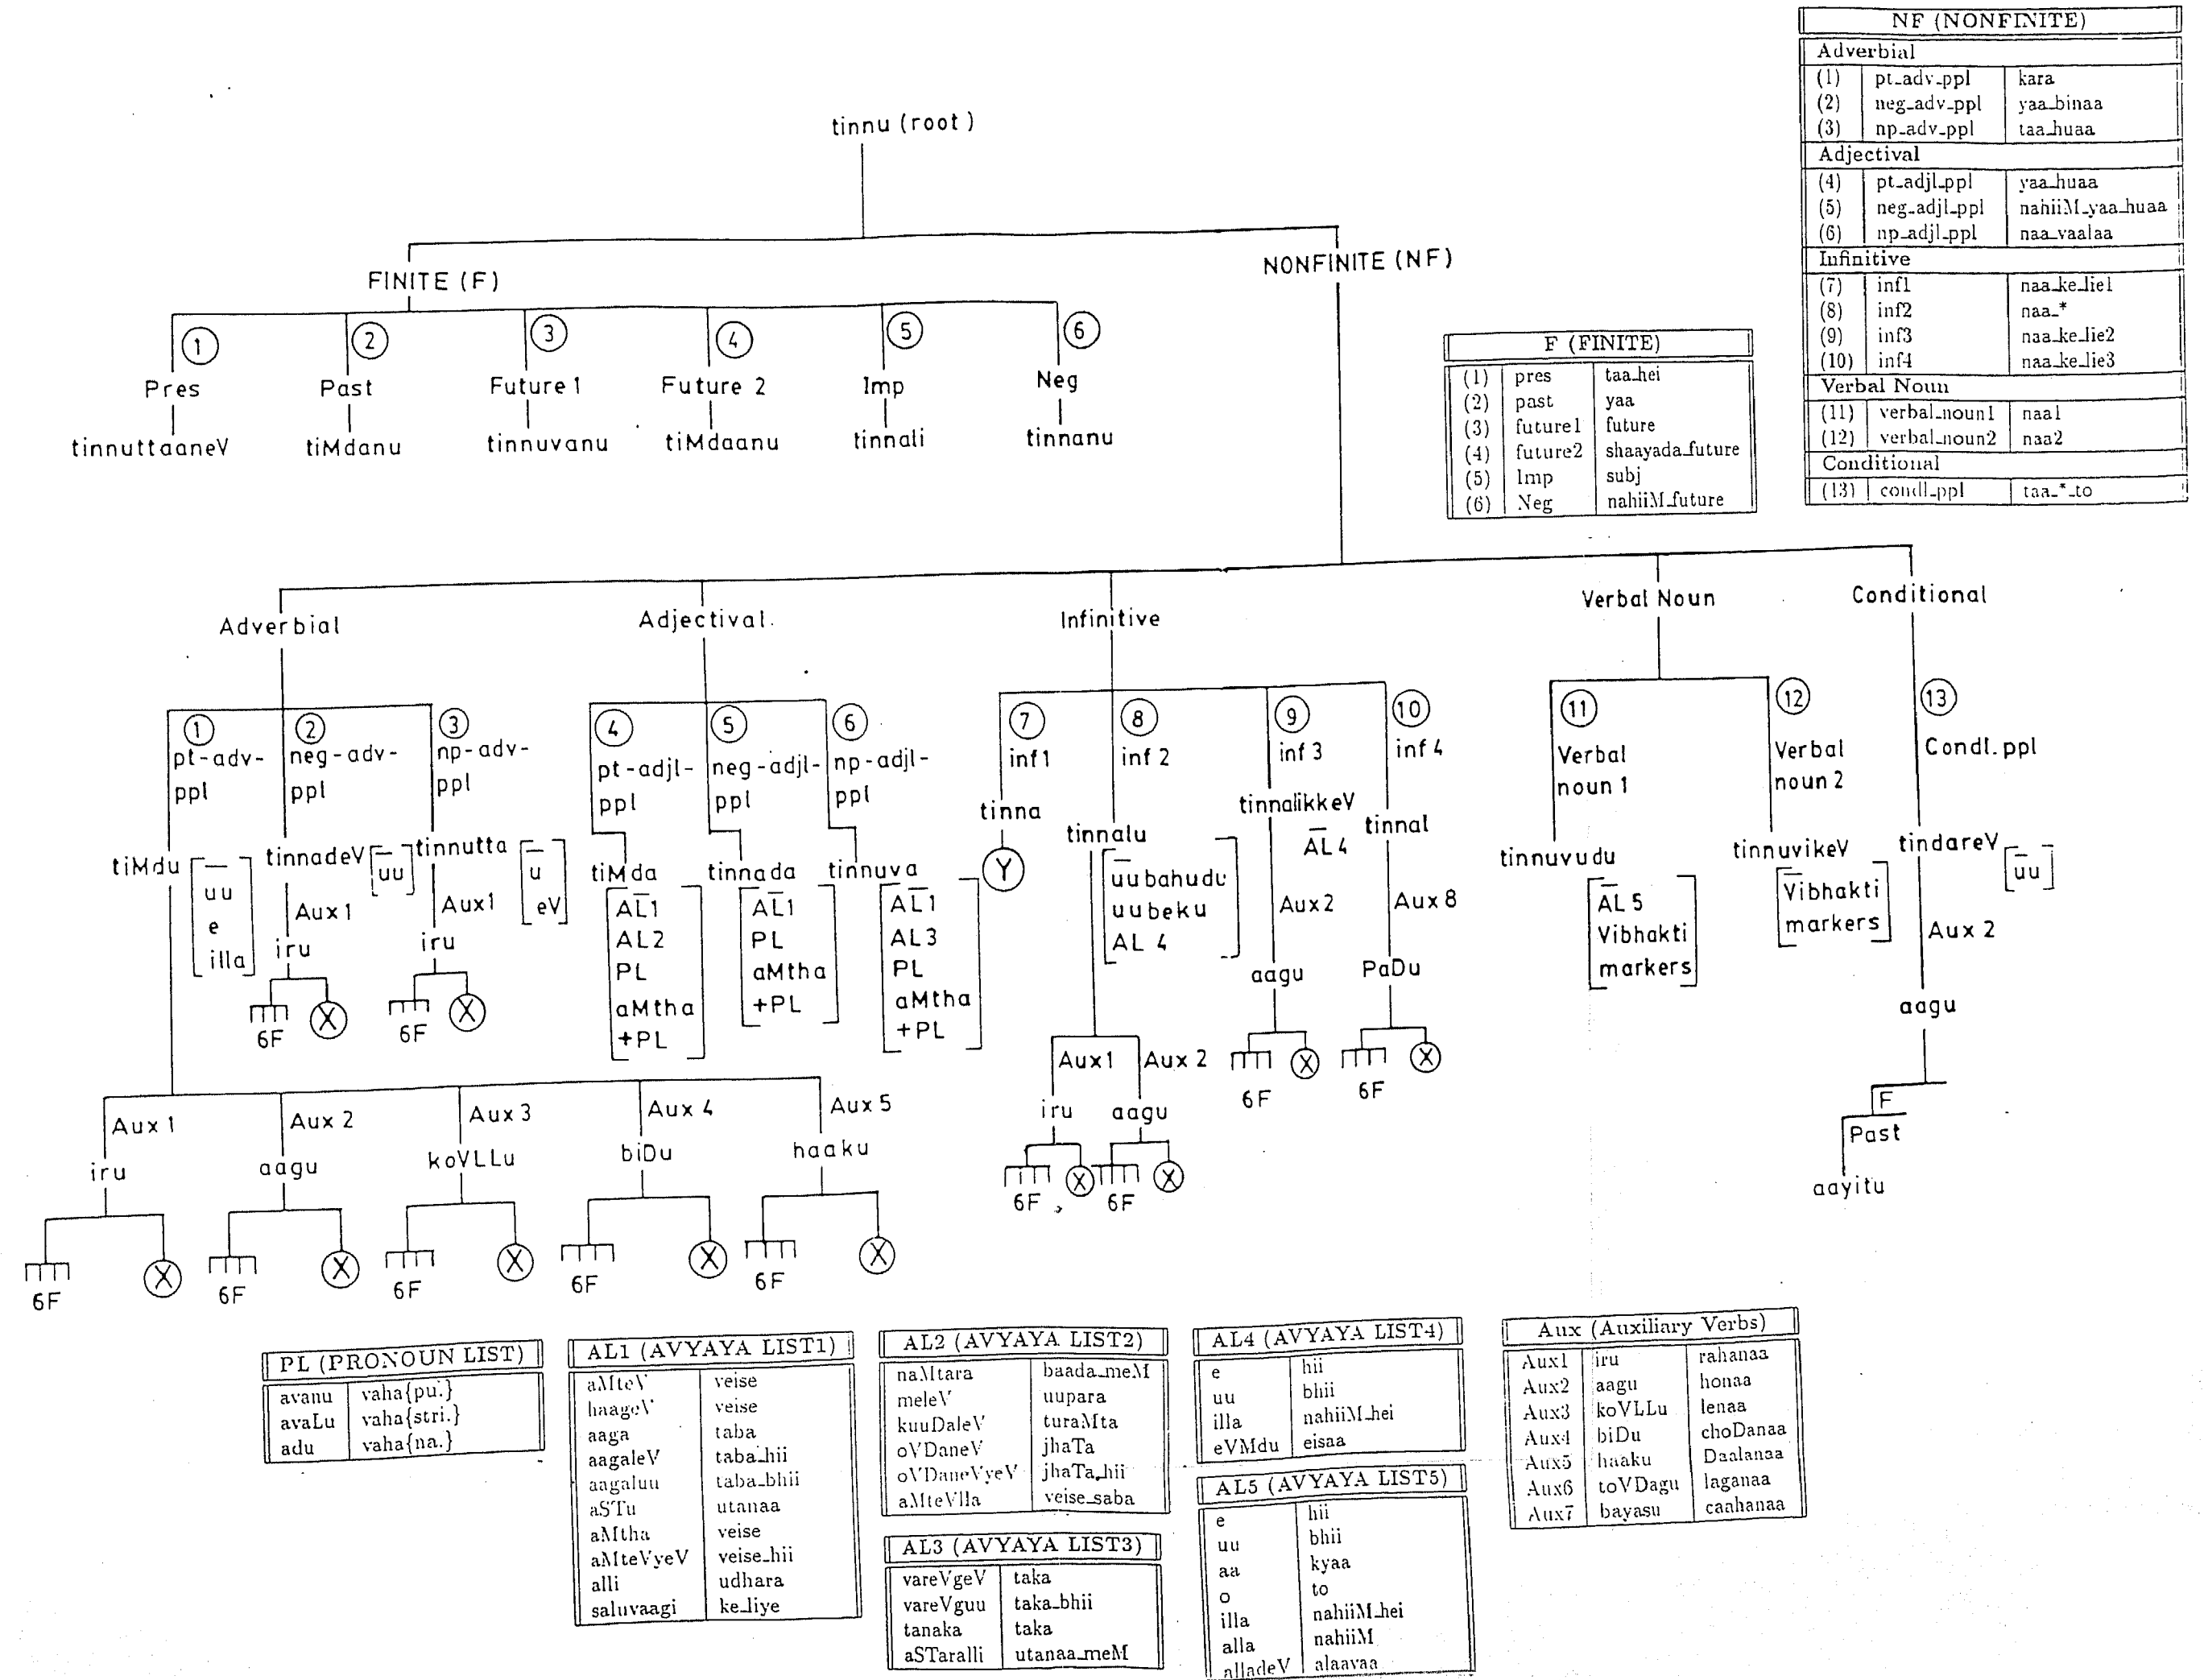 NF (NONFINITE)
Adverbial
(1) pt_adv_ppl kara
(2) neg_adv_ppl yaa_binaa
(3) np_adv_ppl taa_huaa
Adjectival
(4) pt_adjl_ppl yaa_huaa
(5) neg_adjl_ppl nahiiM_yaa_huaa
(6) np_adjl_ppl naa_vaalaa
Infinitive
(7) inf1 naa_ke_lie1
(8) inf2 naa_*
(9) inf3 naa_ke_lie2
(10) inf4 naa_ke_lie3
Verbal Noun
(11) verbal_noun1 naa1
(12) verbal_noun2 naa2
Conditional
(13) condl_ppl taa_*_to
tinnu (root)
FINITE (F)
NONFINITE (NF)
1 2 3 4 5 6
Pres Past Future 1 Future 2 Imp Neg
tinnuttaaneV tiMdanu tinnuvanu tiMdaanu tinnali tinnanu
F (FINITE)
(1) pres taa_hei
(2) past yaa
(3) future1 future
(4) future2 shaayada_future
(5) Imp subj
(6) Neg nahiiM_future
Adverbial Adjectival. Infinitive Verbal Noun Conditional
1
pt-adv-
ppl
tiMdu
—
uu
e
illa
2
neg-adv-
ppl
tinnadeV
—
uu
Aux 1
iru
6F X
3
np-adv-
ppl
tinnutta
—
u
eV
Aux1
iru
6F X
4
pt-adjl-
ppl
tiMda
AL1
AL2
PL
aMtha
+PL
5
neg-adjl-
ppl
tinnada
AL1
PL
aMtha
+PL
6
np-adjl-
ppl
tinnuva
AL1
AL3
PL
aMtha
+PL
7
inf 1
tinna
Y
8
inf 2
tinnalu
uubahudu
uubeku
AL 4
Aux1 Aux 2
iru aagu
6F X 6F X
9
inf 3
tinnalikkeV
AL4
Aux2
aagu
6F X
10
inf 4
tinnal
Aux 8
PaDu
6F X
11
Verbal
noun 1
tinnuvudu
AL 5
Vibhakti
markers
12
Verbal
noun 2
tinnuvikeV
Vibhakti
markers
13
Condl.ppl
tindareV
uu
Aux 2
aagu
F
Past
aayitu
Aux 1 Aux 2 Aux 3 Aux 4 Aux 5
iru aagu koVLLu biDu haaku
6F X 6F X 6F X 6F X 6F X
PL (PRONOUN LIST)
avanu vaha{pu.}
avaLu vaha{stri.}
adu vaha{na.}
AL1 (AVYAYA LIST1)
aMteV veise
haageV veise
aaga taba
aagaleV taba_hii
aagaluu taba_bhii
aSTu utanaa
aMtha veise
aMteVyeV veise_hii
alli udhara
saluvaagi ke_liye
AL2 (AVYAYA LIST2)
naMtara baada_meM
meleV uupara
kuuDaleV turaMta
oVDaneV jhaTa
oVDaneVyeV jhaTa_hii
aMteVlla veise_saba
AL3 (AVYAYA LIST3)
vareVgeV taka
vareVguu taka_bhii
tanaka taka
aSTaralli utanaa_meM
AL4 (AVYAYA LIST4)
e hii
uu bhii
illa nahiiM_hei
eVMdu eisaa
AL5 (AVYAYA LIST5)
e hii
uu bhii
aa kyaa
o to
illa nahiiM_hei
alla nahiiM
alladeV alaavaa
Aux (Auxiliary Verbs)
Aux1 iru rahanaa
Aux2 aagu honaa
Aux3 koVLLu lenaa
Aux4 biDu choDanaa
Aux5 haaku Daalanaa
Aux6 toVDagu laganaa
Aux7 bayasu caahanaa